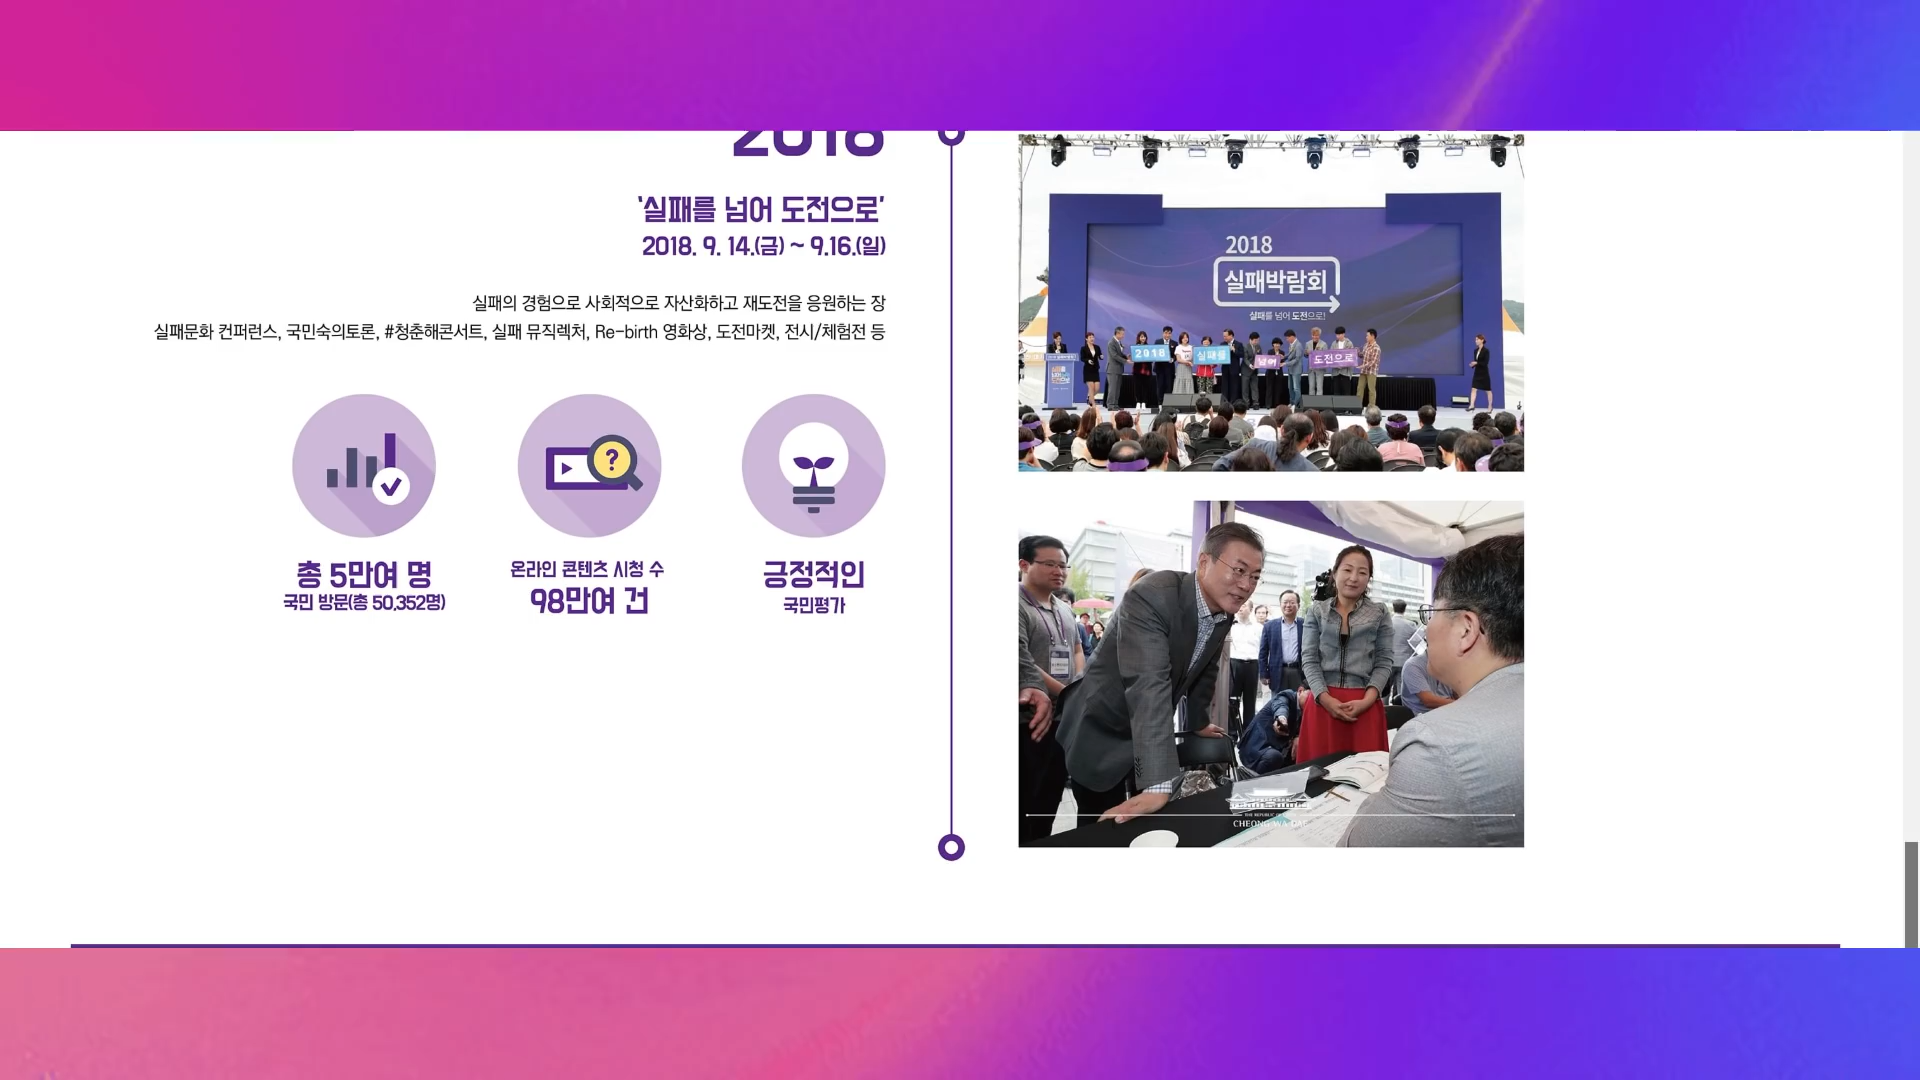 2018
‘실패를 넘어 도전으로’
2018. 9. 14.(금) ~ 9.16.(일)
실패의 경험으로 사회적으로 자산화하고 재도전을 응원하는 장
실패문화 컨퍼런스, 국민숙의토론, #청춘해콘서트, 실패 뮤직렉처, Re-birth 영화상, 도전마켓, 전시/체험전 등
?
총 5만여 명
국민 방문(총 50,352명)
온라인 콘텐츠 시청 수
98만여 건
긍정적인
국민평가
2018
실패박람회
실패를 넘어 도전으로!
2018 실패를 넘어 도전으로
THE REPUBLIC OF
CHEONG WA DAE